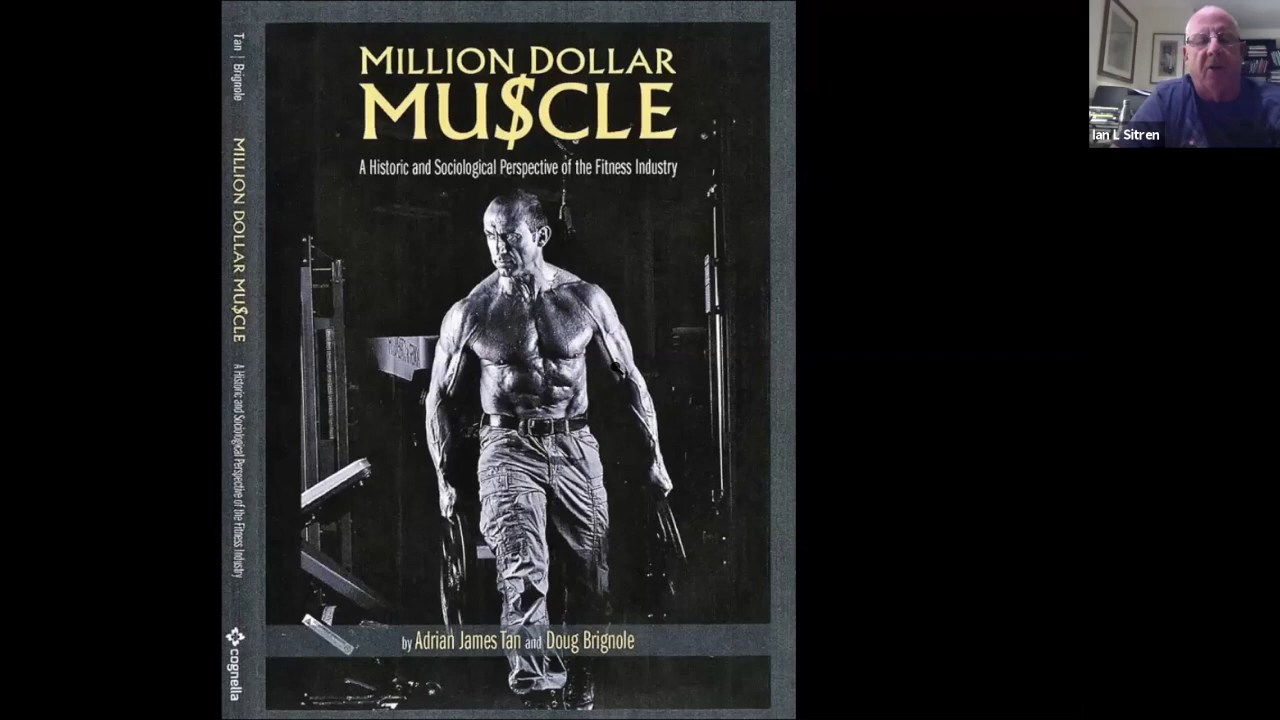 MILLION DOLLAR
MU$CLE
A Historic and Sociological Perspective of the Fitness Industry
by Adrian James Tan and Doug Brignole
Tan | Brignole
MILLION DOLLAR MU$CLE
A Historic and Sociological Perspective of the Fitness Industry
cognella
Ian L Sitren